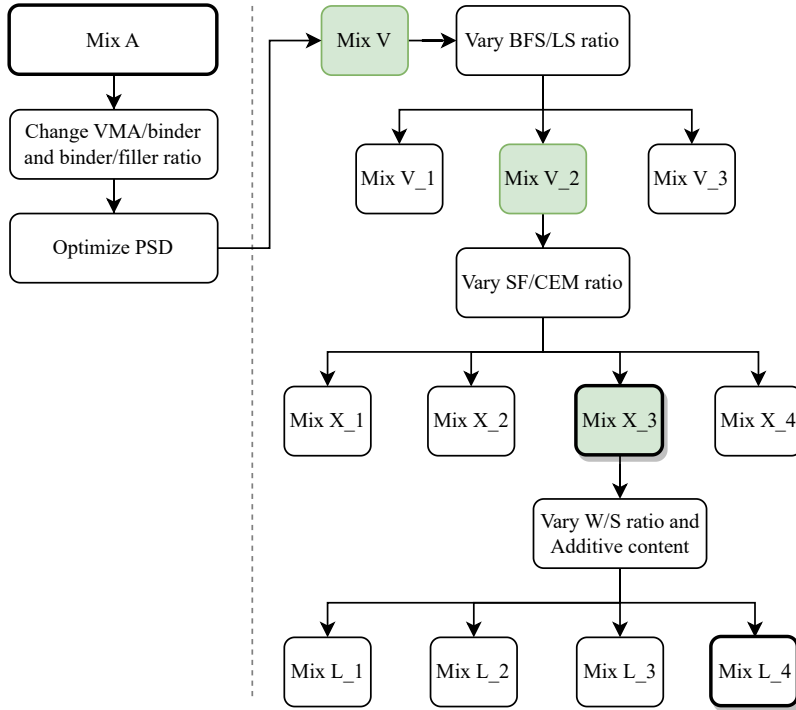 Mix A
Change VMA/binder
and binder/filler ratio
Optimize PSD
Mix V
Vary BFS/LS ratio
Mix V_1
Mix V_2
Mix V_3
Vary SF/CEM ratio
Mix X_1
Mix X_2
Mix X_3
Mix X_4
Vary W/S ratio and
Additive content
Mix L_1
Mix L_2
Mix L_3
Mix L_4